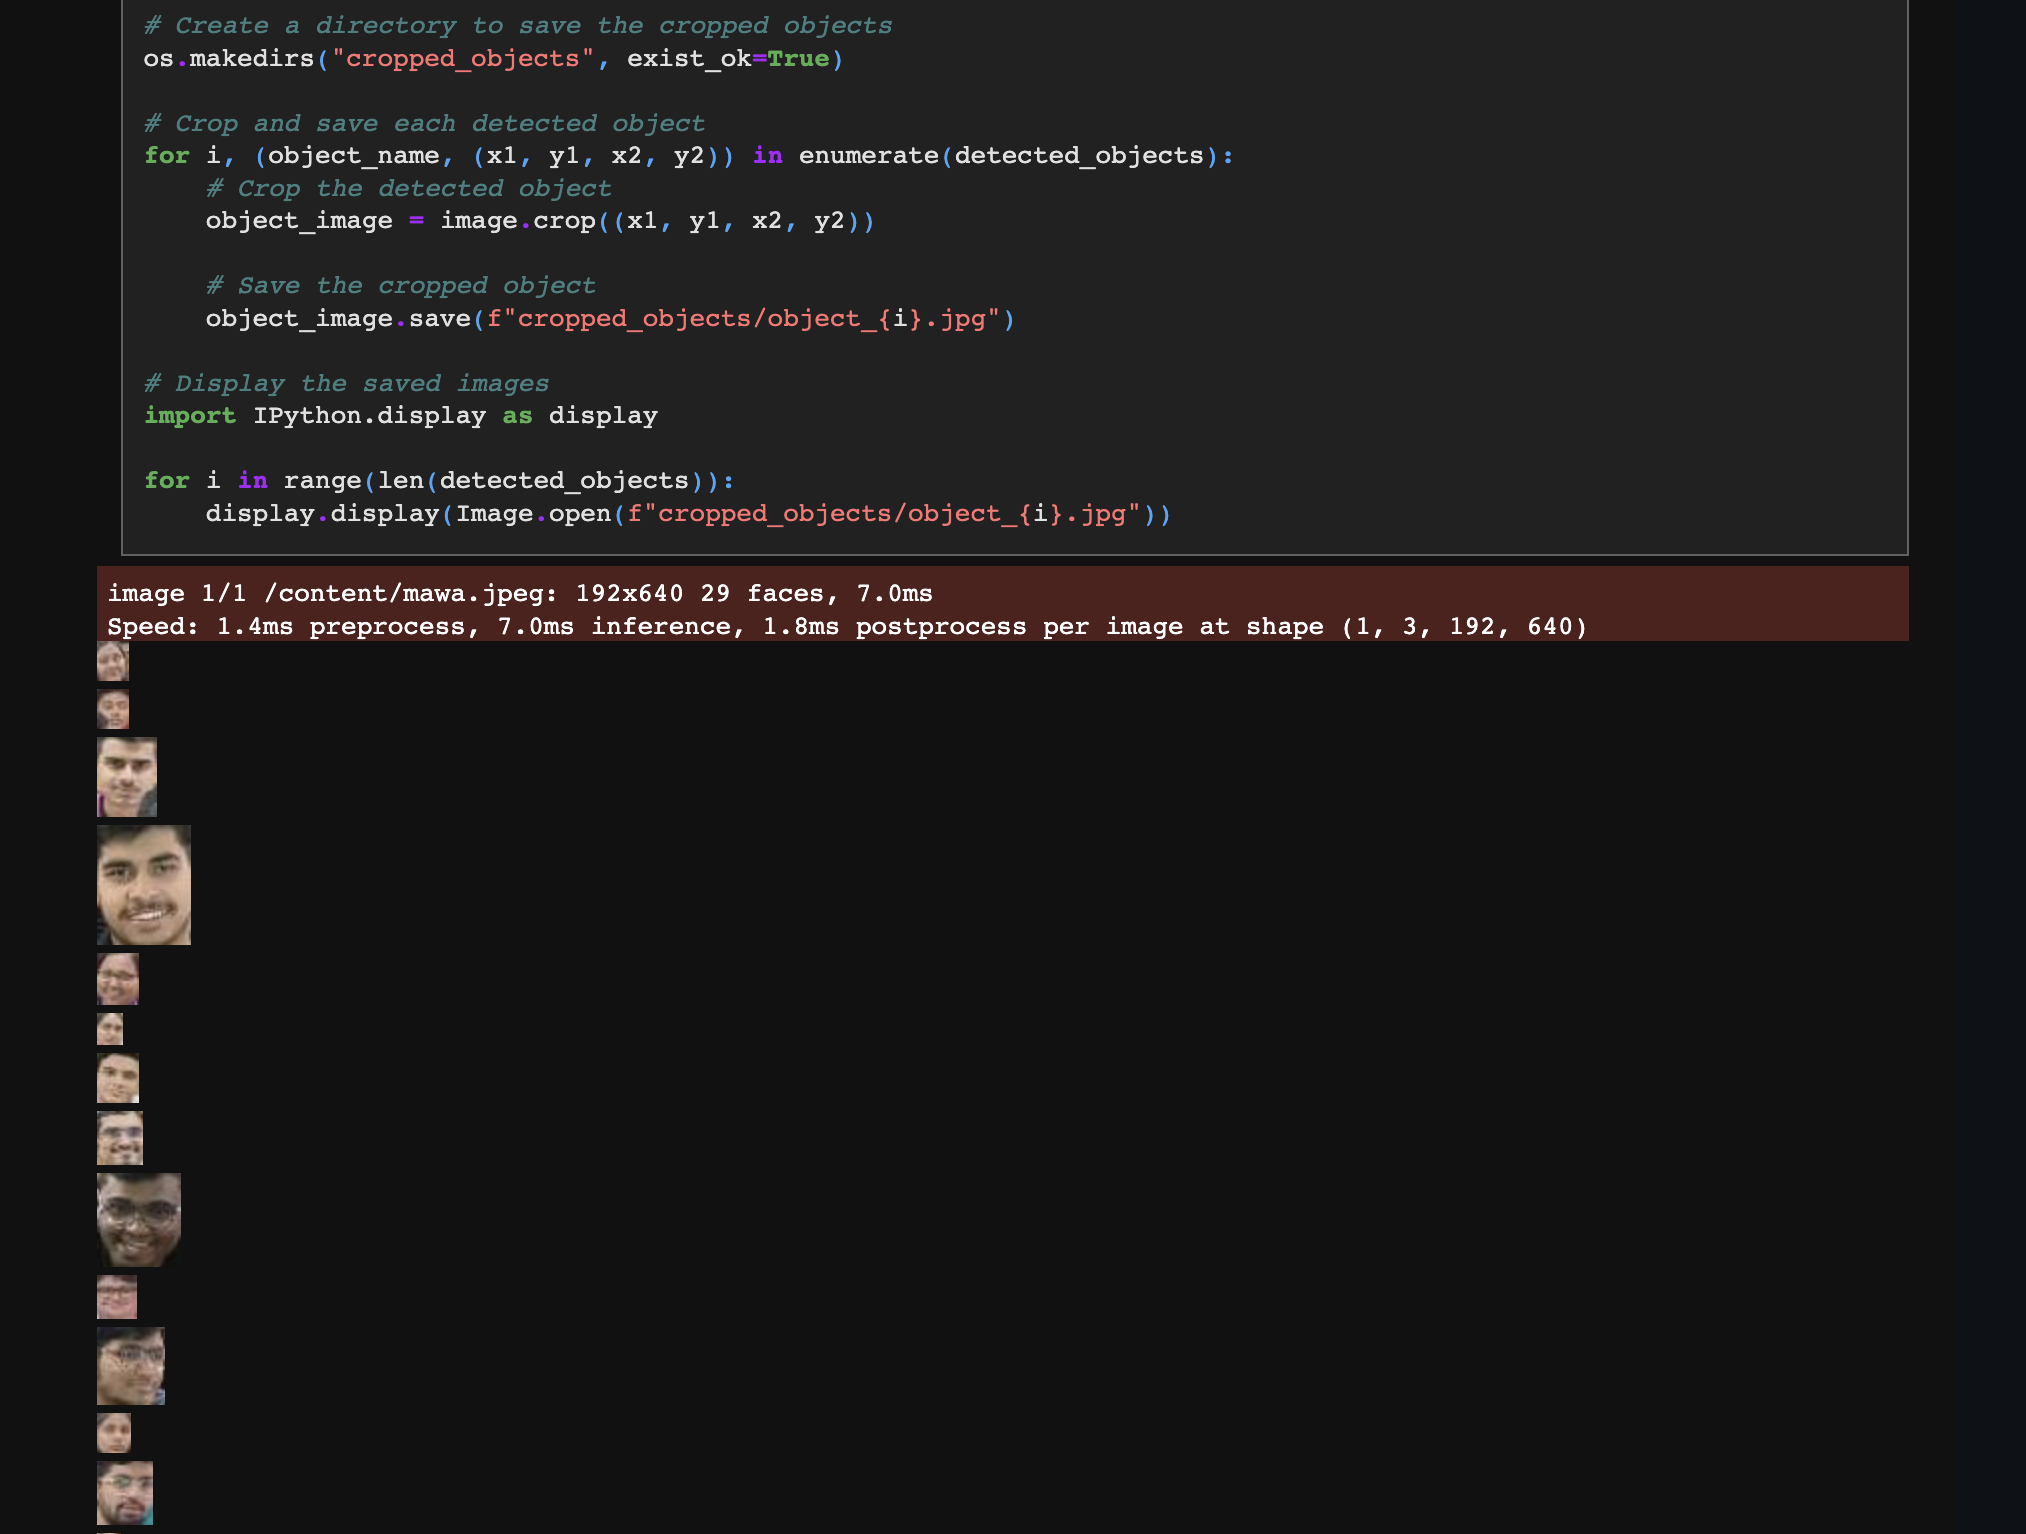 # Create a directory to save the cropped objects
os.makedirs("cropped_objects", exist_ok=True)
# Crop and save each detected object
for i, (object_name, (x1, y1, x2, y2)) in enumerate(detected_objects):
    # Crop the detected object
    object_image = image.crop((x1, y1, x2, y2))
    # Save the cropped object
    object_image.save(f"cropped_objects/object_{i}.jpg")
# Display the saved images
import IPython.display as display
for i in range(len(detected_objects)):
    display.display(Image.open(f"cropped_objects/object_{i}.jpg"))
image 1/1 /content/mawa.jpeg: 192x640 29 faces, 7.0ms
Speed: 1.4ms preprocess, 7.0ms inference, 1.8ms postprocess per image at shape (1, 3, 192, 640)